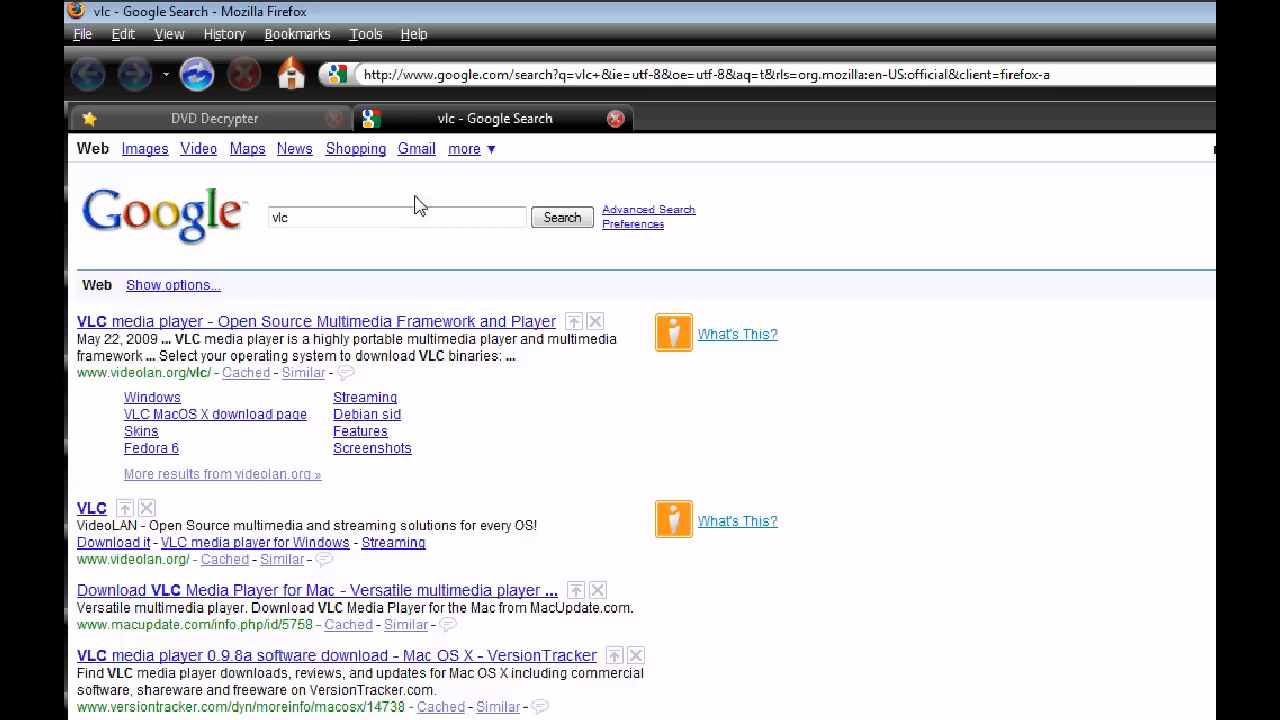 vlc - Google Search - Mozilla Firefox
File Edit View History Bookmarks Tools Help
http://www.google.com/search?q=vlc+&ie=utf-8&oe=utf-8&aq=t&rls=org.mozilla:en-US:official&client=firefox-a
DVD Decrypter vlc - Google Search
Web Images Video Maps News Shopping Gmail more ▼
Google™ vlc Search Advanced Search
Preferences
Web Show options...
VLC media player - Open Source Multimedia Framework and Player
May 22, 2009 ... VLC media player is a highly portable multimedia player and multimedia What's This?
framework ... Select your operating system to download VLC binaries: ...
www.videolan.org/vlc/ - Cached - Similar -
Windows Streaming
VLC MacOS X download page Debian sid
Skins Features
Fedora 6 Screenshots
More results from videolan.org »
VLC
VideoLAN - Open Source multimedia and streaming solutions for every OS! What's This?
Download it - VLC media player for Windows - Streaming
www.videolan.org/ - Cached - Similar -
Download VLC Media Player for Mac - Versatile multimedia player ...
Versatile multimedia player. Download VLC Media Player for the Mac from MacUpdate.com.
www.macupdate.com/info.php/id/5758 - Cached - Similar -
VLC media player 0.9.8a software download - Mac OS X - VersionTracker
Find VLC media player downloads, reviews, and updates for Mac OS X including commercial
software, shareware and freeware on VersionTracker.com.
www.versiontracker.com/dyn/moreinfo/macosx/14738 - Cached - Similar -